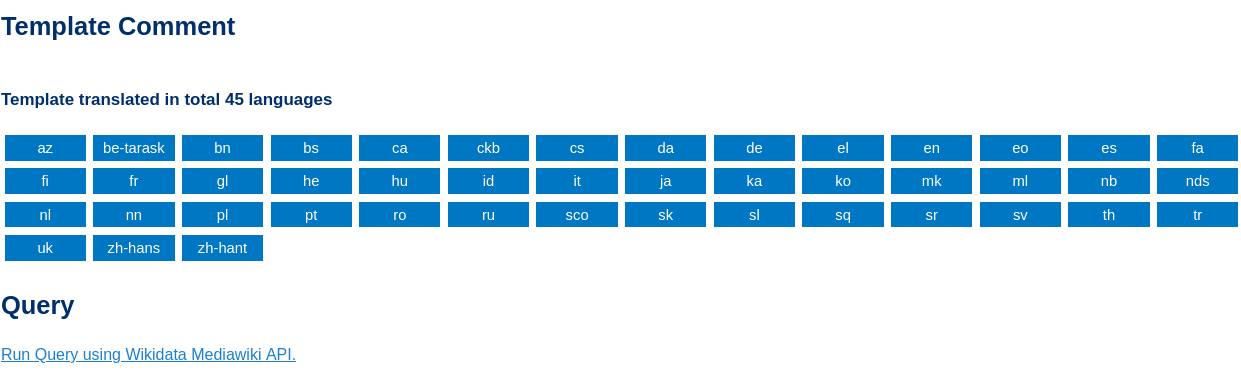 Template Comment
Template translated in total 45 languages
az be-tarask bn bs ca ckb cs da de el en eo es fa
fi fr gl he hu id it ja ka ko mk ml nb nds
nl nn pl pt ro ru sco sk sl sq sr sv th tr
uk zh-hans zh-hant
Query
Run Query using Wikidata Mediawiki API.